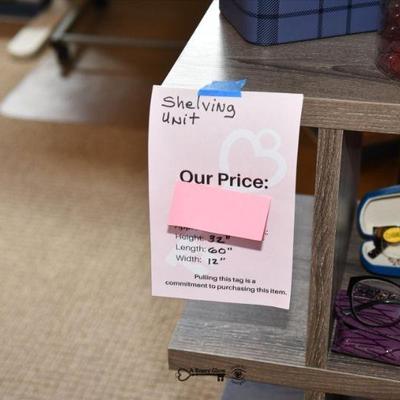 Shelving
Unit
Our Price:
Height: 32"
Length: 60"
Width: 12"
Pulling this tag is a
commitment to purchasing this item.